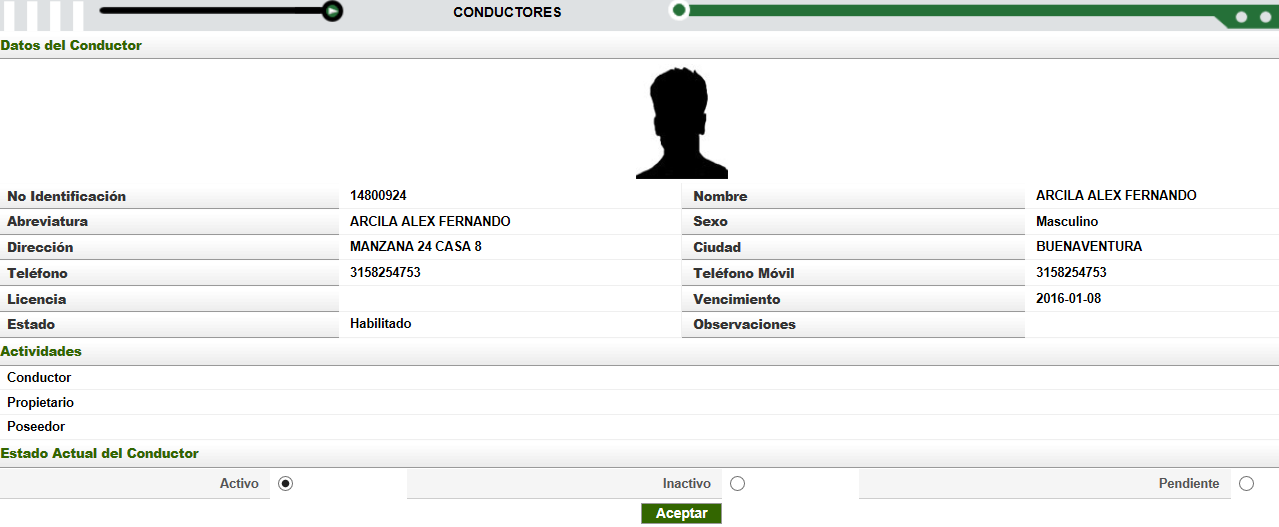 CONDUCTORES
Datos del Conductor
No Identificación 14800924 Nombre ARCILA ALEX FERNANDO
Abreviatura ARCILA ALEX FERNANDO Sexo Masculino
Dirección MANZANA 24 CASA 8 Ciudad BUENAVENTURA
Teléfono 3158254753 Teléfono Móvil 3158254753
Licencia Vencimiento 2016-01-08
Estado Habilitado Observaciones
Actividades
Conductor
Propietario
Poseedor
Estado Actual del Conductor
Activo Inactivo Pendiente
Aceptar